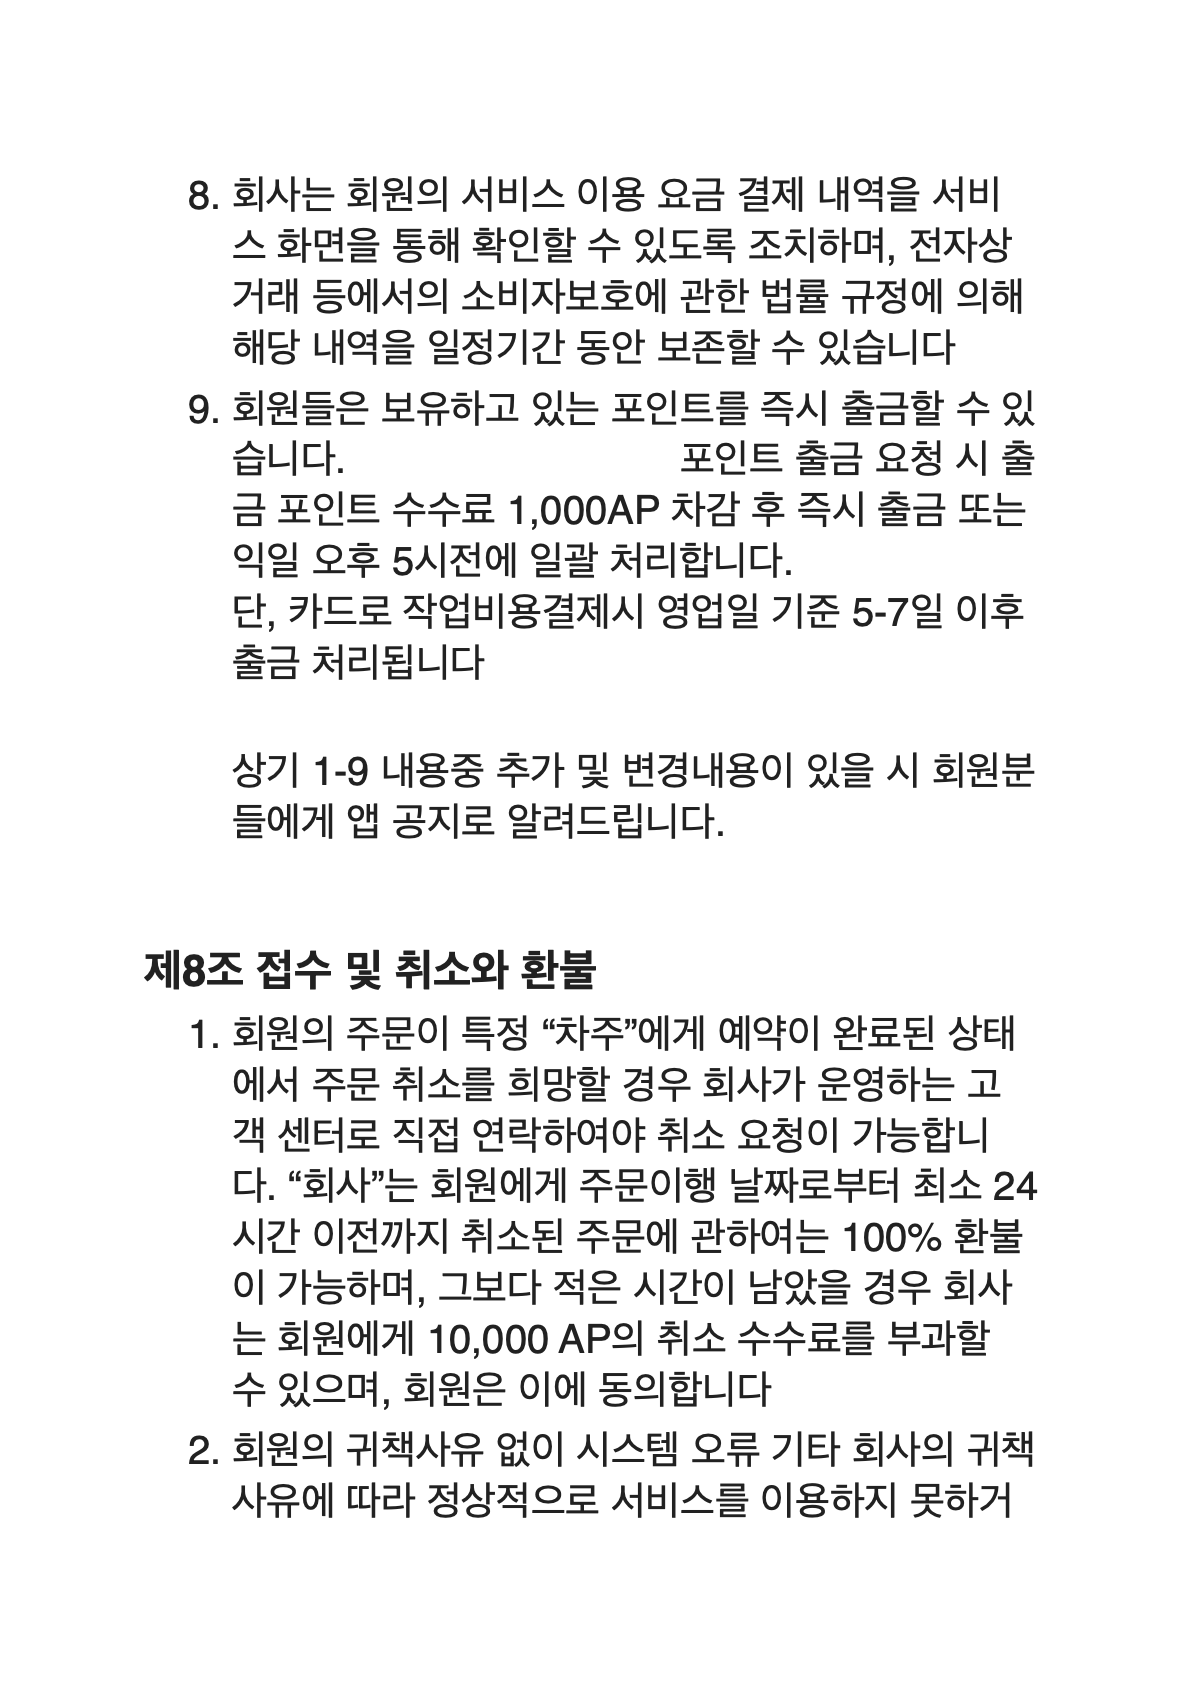 8. 회사는 회원의 서비스 이용 요금 결제 내역을 서비
스 화면을 통해 확인할 수 있도록 조치하며, 전자상
거래 등에서의 소비자보호에 관한 법률 규정에 의해
해당 내역을 일정기간 동안 보존할 수 있습니다
9. 회원들은 보유하고 있는 포인트를 즉시 출금할 수 있
습니다. 포인트 출금 요청 시 출
금 포인트 수수료 1,000AP 차감 후 즉시 출금 또는
익일 오후 5시전에 일괄 처리합니다.
단, 카드로 작업비용결제시 영업일 기준 5-7일 이후
출금 처리됩니다
상기 1-9 내용중 추가 및 변경내용이 있을 시 회원분
들에게 앱 공지로 알려드립니다.
제8조 접수 및 취소와 환불
1. 회원의 주문이 특정 “차주”에게 예약이 완료된 상태
에서 주문 취소를 희망할 경우 회사가 운영하는 고
객 센터로 직접 연락하여야 취소 요청이 가능합니
다. “회사”는 회원에게 주문이행 날짜로부터 최소 24
시간 이전까지 취소된 주문에 관하여는 100% 환불
이 가능하며, 그보다 적은 시간이 남았을 경우 회사
는 회원에게 10,000 AP의 취소 수수료를 부과할
수 있으며, 회원은 이에 동의합니다
2. 회원의 귀책사유 없이 시스템 오류 기타 회사의 귀책
사유에 따라 정상적으로 서비스를 이용하지 못하거